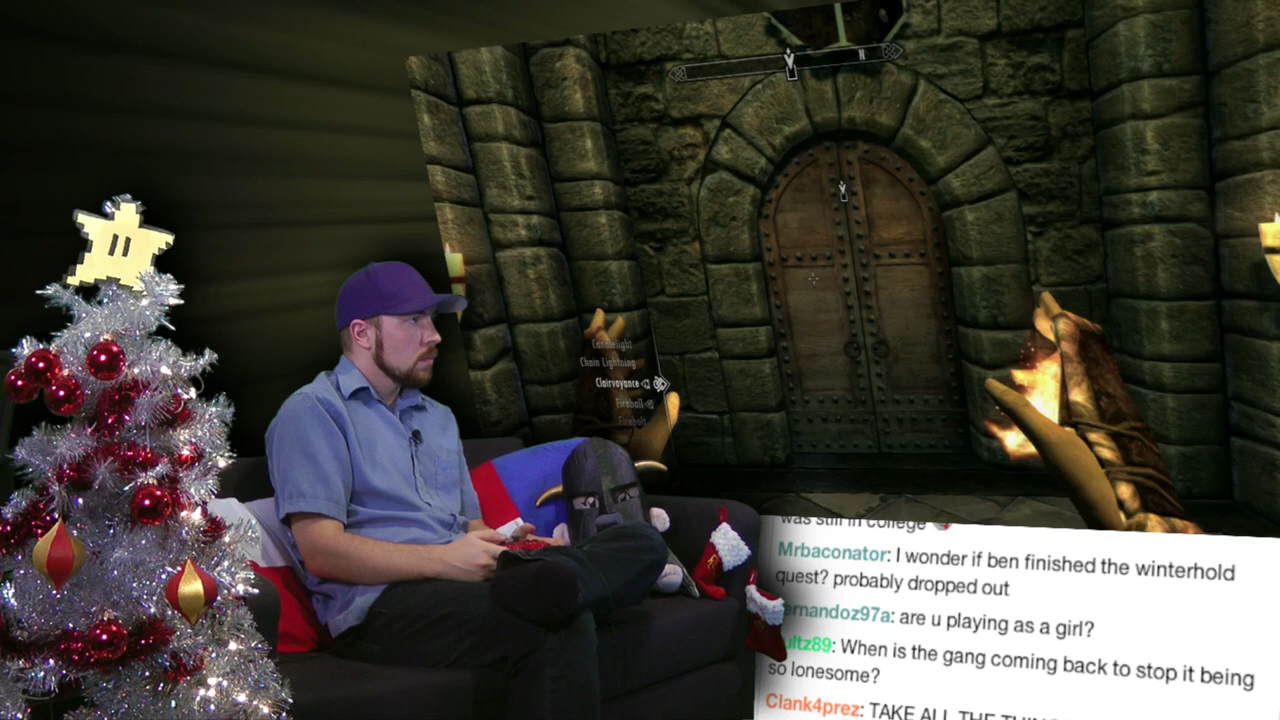 N
Candlelight
Chain Lightning
Clairvoyance
Fireball
Firebolt
was still in college
Mrbaconator: I wonder if ben finished the winterhold
quest? probably dropped out
ernandoz97a: are u playing as a girl?
ultz89: When is the gang coming back to stop it being
so lonesome?
Clank4prez: TAKE ALL THE